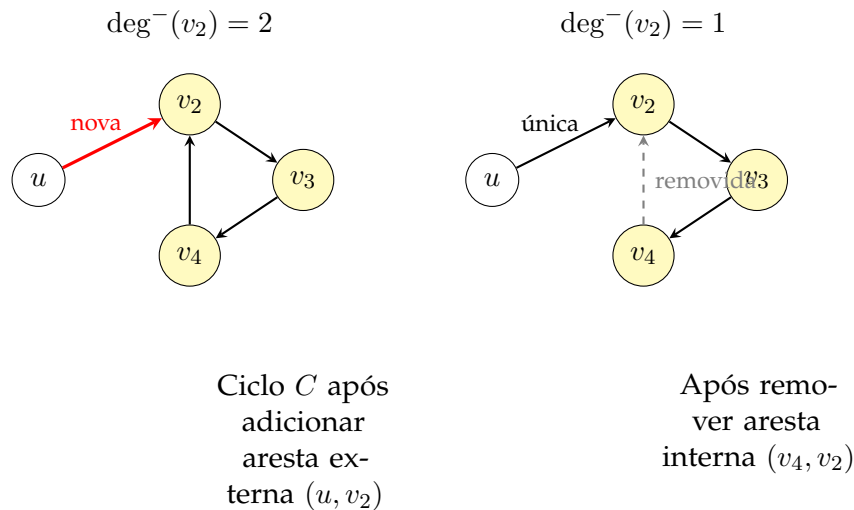 deg⁻(v₂) = 2
nova
u
v₂
v₃
v₄
Ciclo C após
adicionar
aresta ex-
terna (u, v₂)
deg⁻(v₂) = 1
única
u
v₂
removida
v₃
v₄
Após remo-
ver aresta
interna (v₄, v₂)